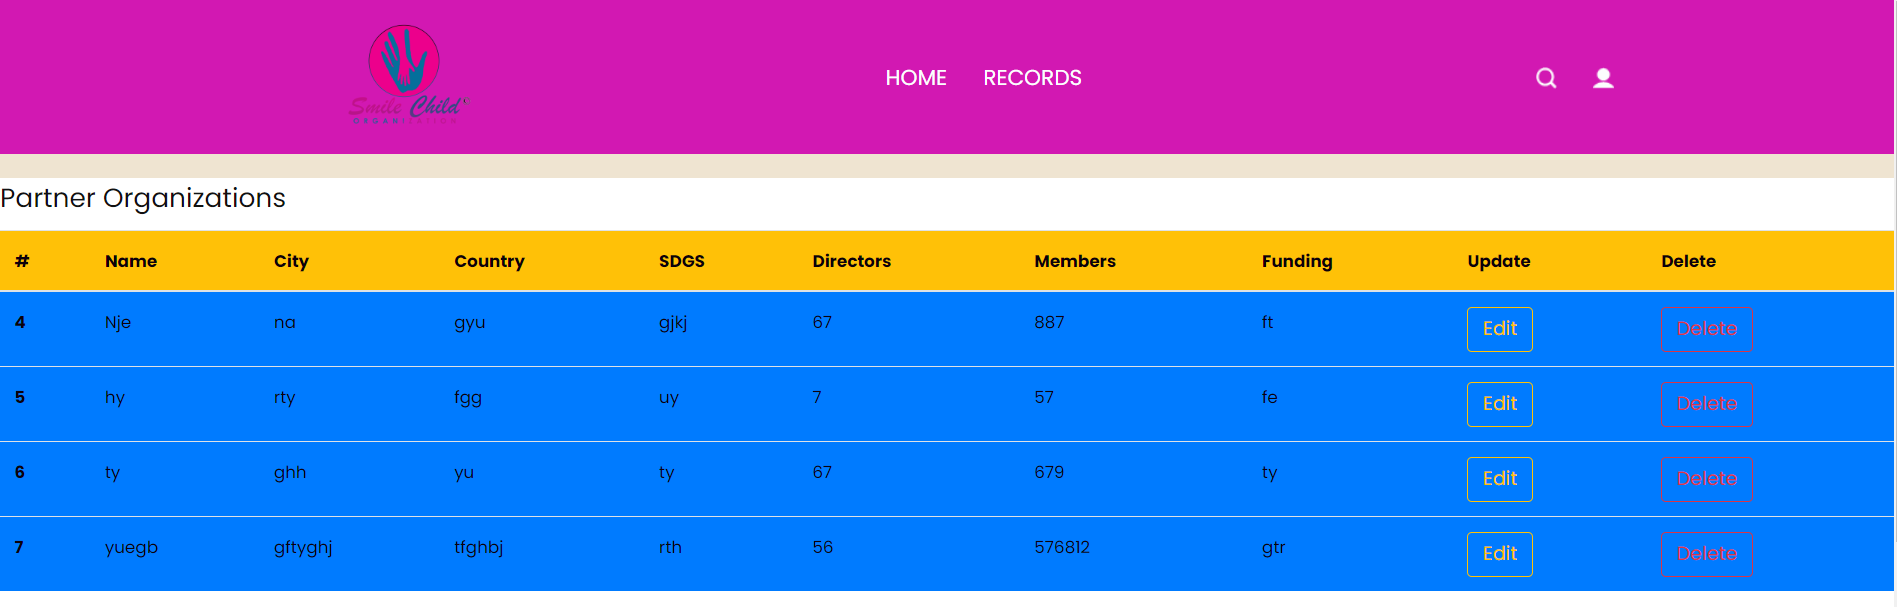 Smile Child
ORGANIZATION
HOME RECORDS
Partner Organizations
# Name City Country SDGS Directors Members Funding Update Delete
4 Nje na gyu gjkj 67 887 ft Edit Delete
5 hy rty fgg uy 7 57 fe Edit Delete
6 ty ghh yu ty 67 679 ty Edit Delete
7 yuegb gftyghj tfghbj rth 56 576812 gtr Edit Delete